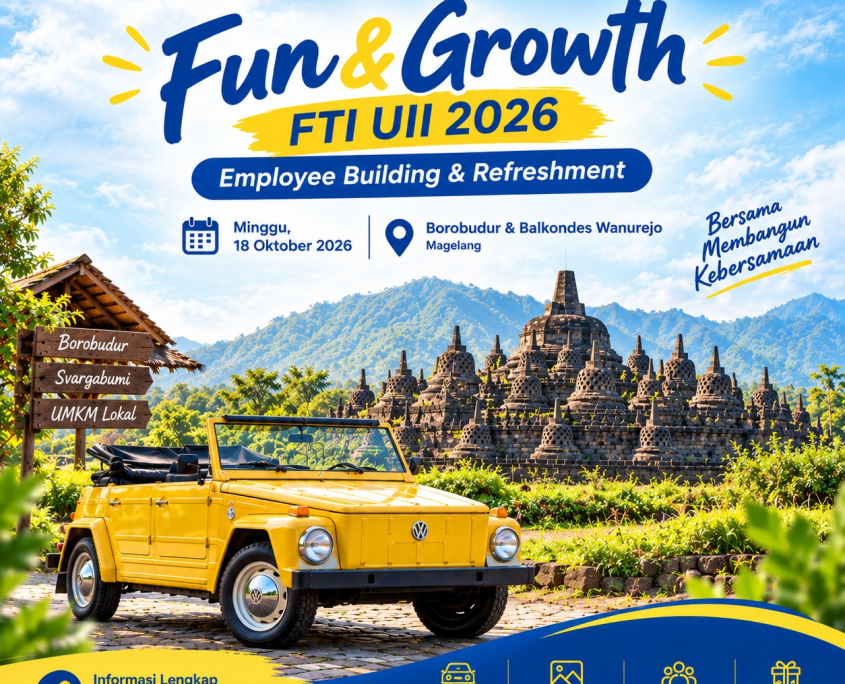 Fun & Growth
FTI UII 2026
Employee Building & Refreshment
Minggu,
18 Oktober 2026
Borobudur & Balkondes Wanurejo
Magelang
Bersama
Membangun
Kebersamaan
Borobudur
Svargabumi
UMKM Lokal
Informasi Lengkap